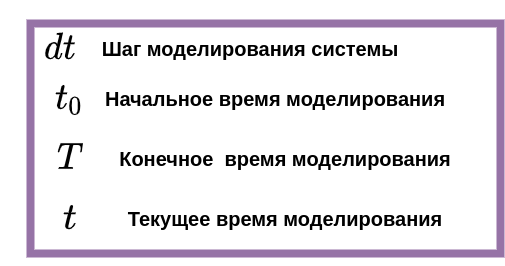 dt Шаг моделирования системы
t₀ Начальное время моделирования
T Конечное время моделирования
t Текущее время моделирования